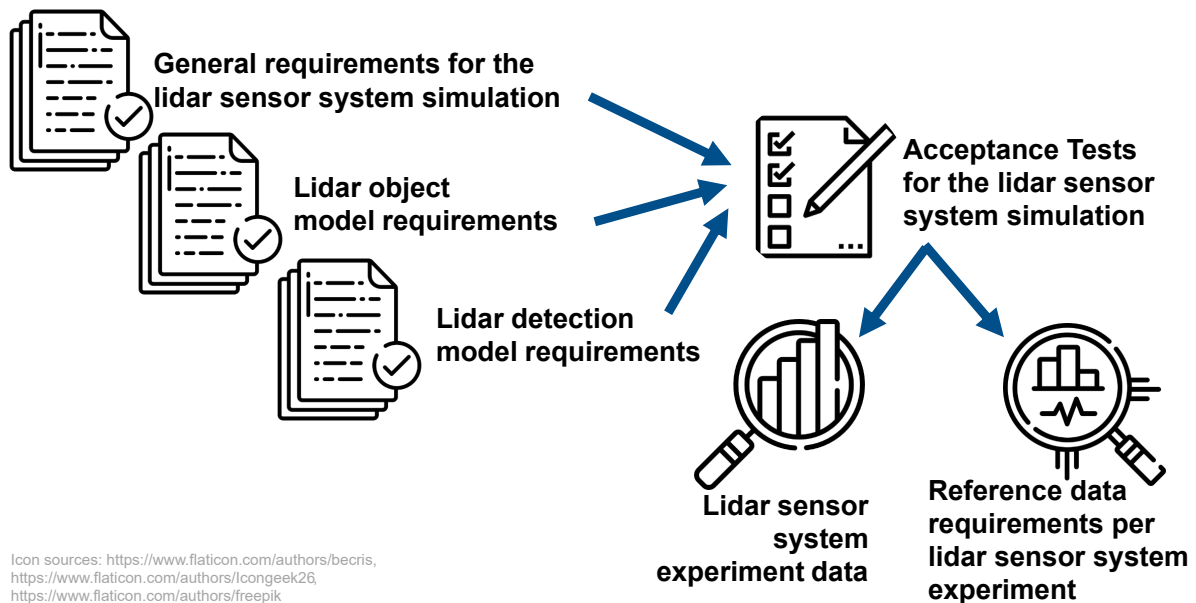 General requirements for the
lidar sensor system simulation
Lidar object
model requirements
Lidar detection
model requirements
Acceptance Tests
for the lidar sensor
system simulation
Lidar sensor
system
experiment data
Reference data
requirements per
lidar sensor system
experiment
Icon sources: https://www.flaticon.com/authors/becris,
https://www.flaticon.com/authors/Icongeek26,
https://www.flaticon.com/authors/freepik